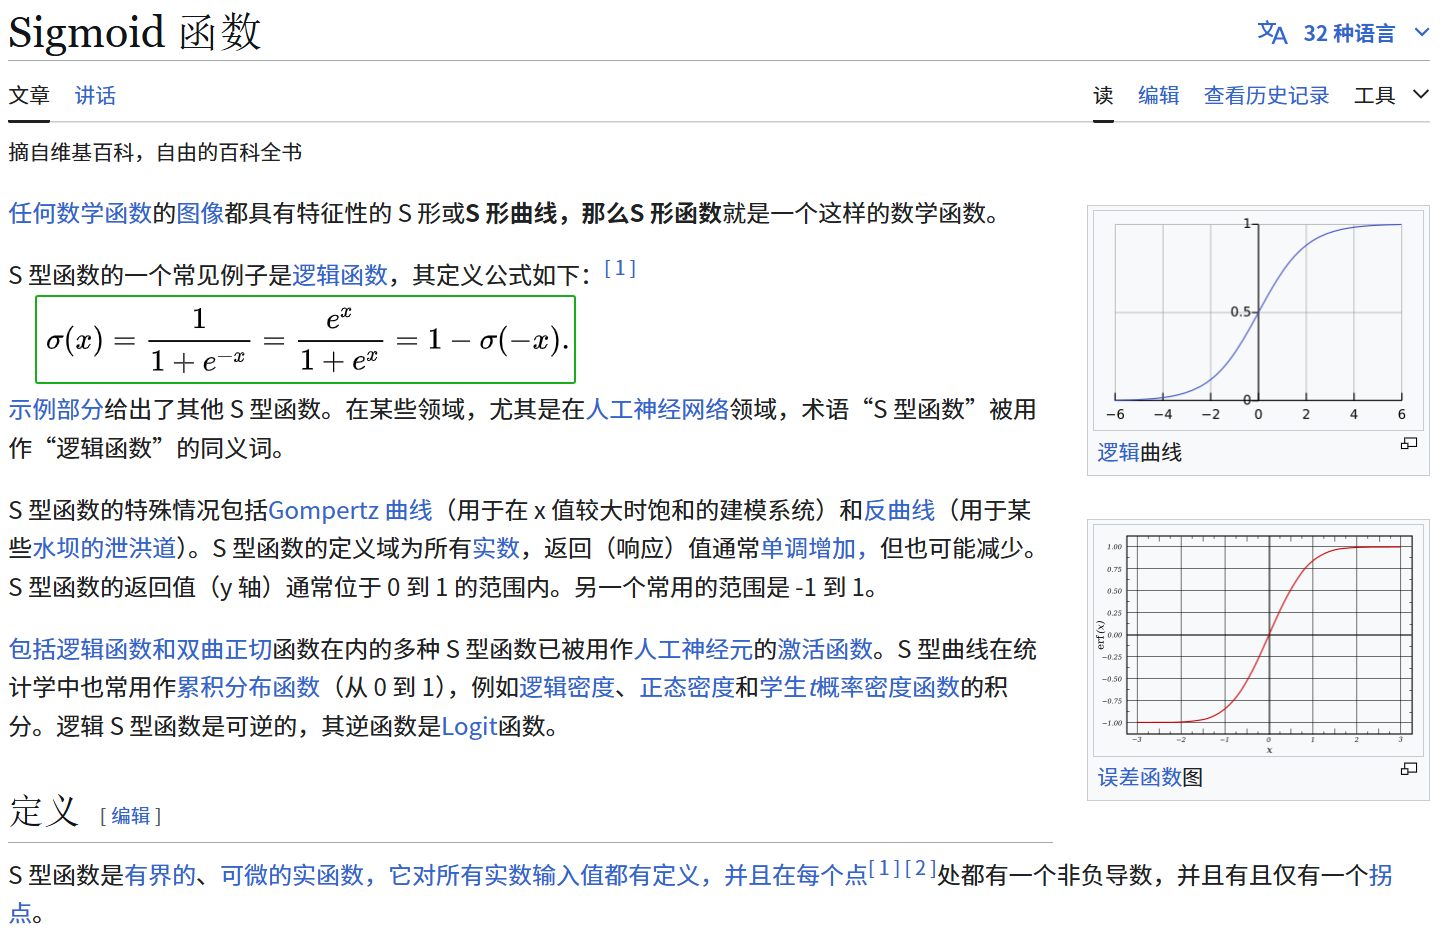 Sigmoid 函数
32 种语言
文章 讲话
读 编辑 查看历史记录 工具
摘自维基百科，自由的百科全书
任何数学函数的图像都具有特征性的 S 形或S 形曲线，那么S 形函数就是一个这样的数学函数。
S 型函数的一个常见例子是逻辑函数，其定义公式如下：[1]
σ(x) = 1/(1 + e^{-x}) = e^x/(1 + e^x) = 1 − σ(−x).
示例部分给出了其他 S 型函数。在某些领域，尤其是在人工神经网络领域，术语“S 型函数”被用
作“逻辑函数”的同义词。
S 型函数的特殊情况包括Gompertz 曲线（用于在 x 值较大时饱和的建模系统）和反曲线（用于某
些水坝的泄洪道）。S 型函数的定义域为所有实数，返回（响应）值通常单调增加，但也可能减少。
S 型函数的返回值（y 轴）通常位于 0 到 1 的范围内。另一个常用的范围是 -1 到 1。
包括逻辑函数和双曲正切函数在内的多种 S 型函数已被用作人工神经元的激活函数。S 型曲线在统
计学中也常用作累积分布函数（从 0 到 1），例如逻辑密度、正态密度和学生t概率密度函数的积
分。逻辑 S 型函数是可逆的，其逆函数是Logit函数。
1
0.5
0
−6 −4 −2 0 2 4 6
逻辑曲线
1.00
0.75
0.50
0.25
0.00
−0.25
−0.50
−0.75
−1.00
erf(x)
−3 −2 −1 0 1 2 3
x
误差函数图
定义 [ 编辑 ]
S 型函数是有界的、可微的实函数，它对所有实数输入值都有定义，并且在每个点[1][2]处都有一个非负导数，并且有且仅有一个拐
点。